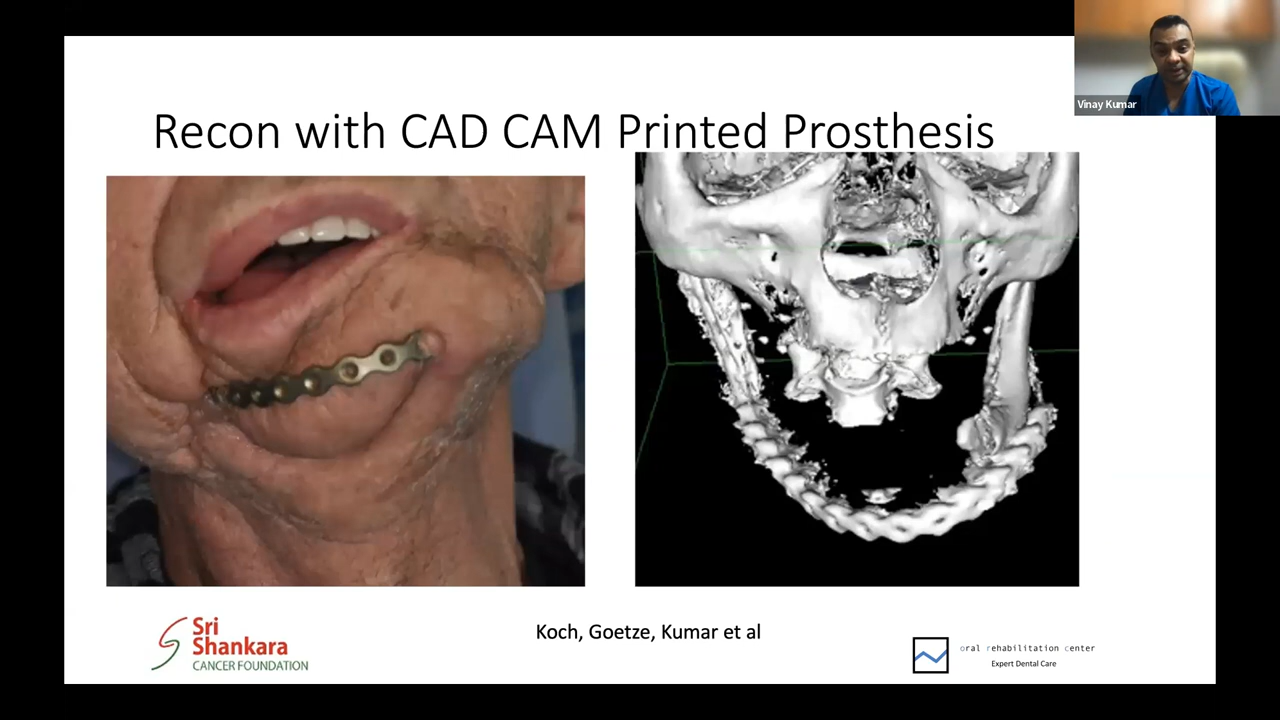 Vinay Kumar
Recon with CAD CAM Printed Prosthesis
Koch, Goetze, Kumar et al
Sri
Shankara
CANCER FOUNDATION
oral rehabilitation center
Expert Dental Care